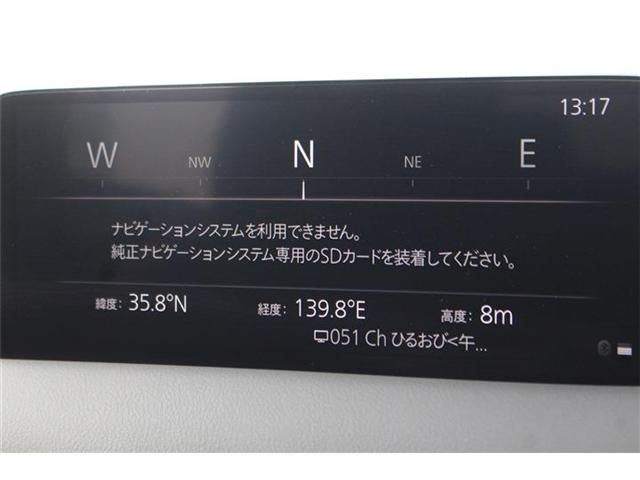 13:17
W NW N NE E
ナビゲーションシステムを利用できません。
純正ナビゲーションシステム専用のSDカードを装着してください。
緯度: 35.8°N 経度: 139.8°E 高度: 8m
051 Ch ひるおび<午...